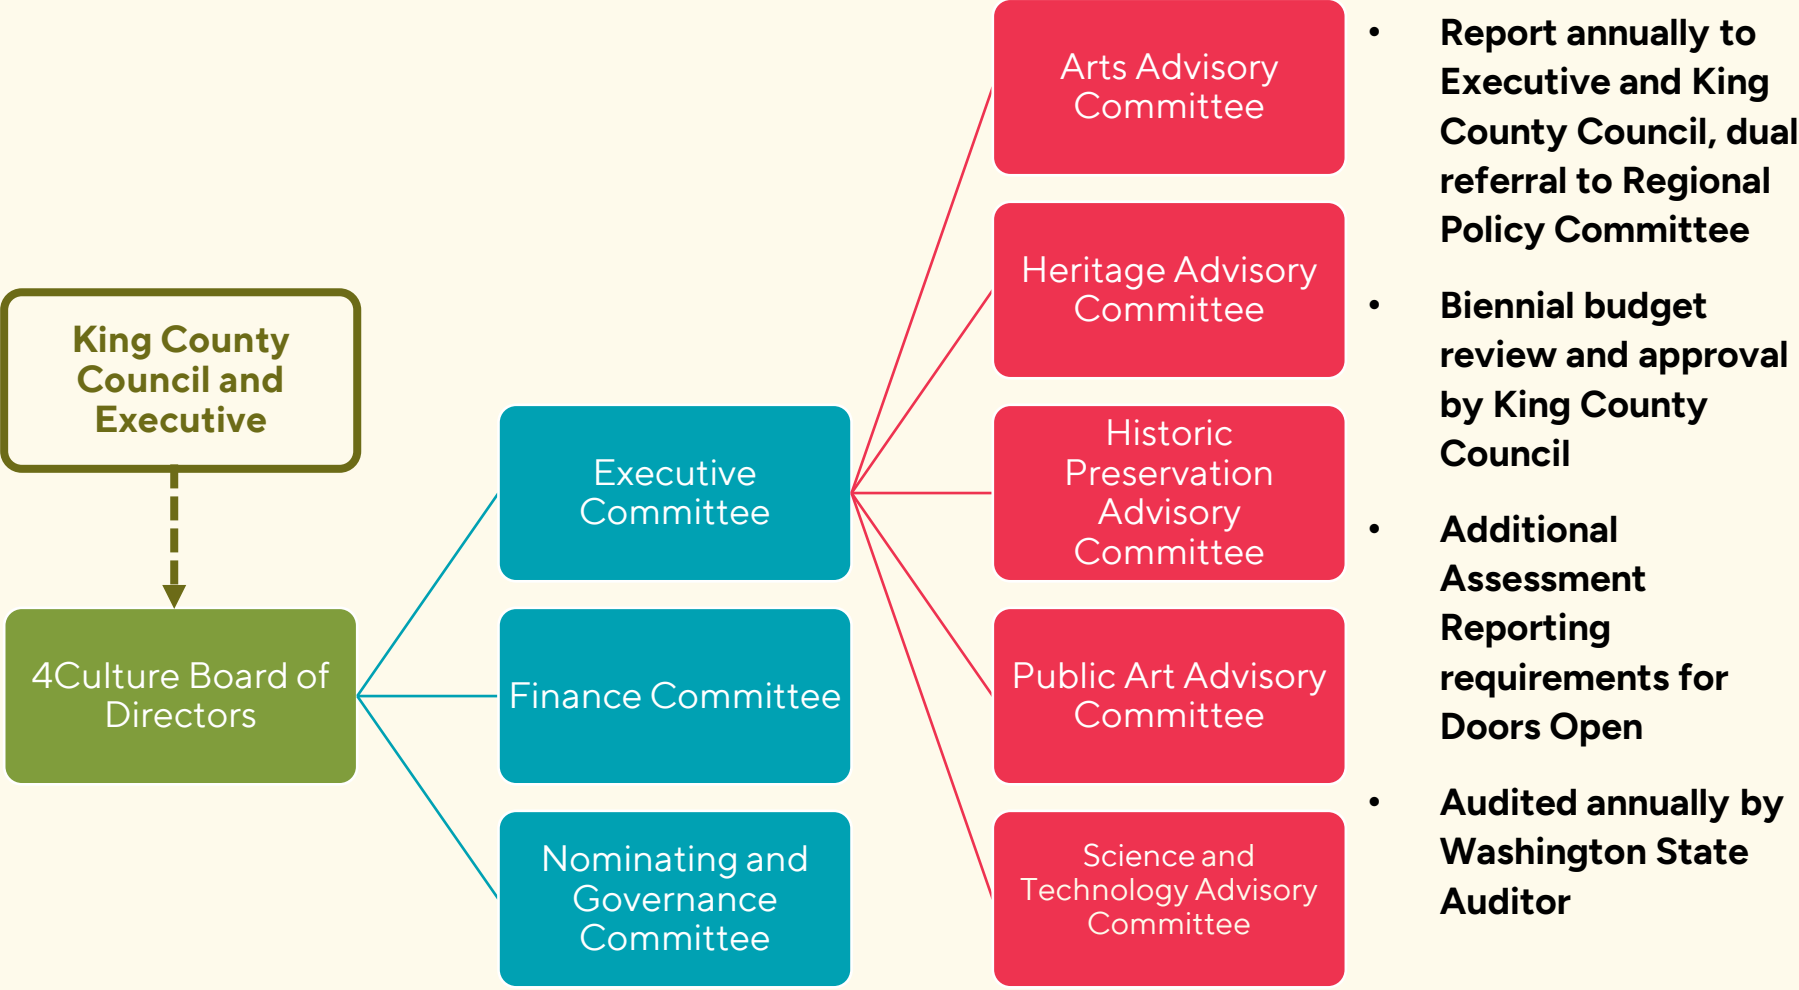 King County
Council and
Executive
4Culture Board of
Directors
Executive
Committee
Finance Committee
Nominating and
Governance
Committee
Arts Advisory
Committee
Heritage Advisory
Committee
Historic
Preservation
Advisory
Committee
Public Art Advisory
Committee
Science and
Technology Advisory
Committee
• Report annually to
Executive and King
County Council, dual
referral to Regional
Policy Committee
• Biennial budget
review and approval
by King County
Council
• Additional
Assessment
Reporting
requirements for
Doors Open
• Audited annually by
Washington State
Auditor